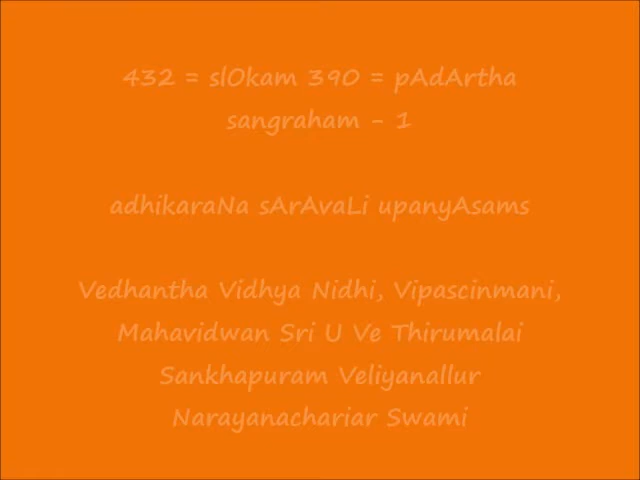 432 = slOkam 390 = pAdArtha
sangraham - 1
adhikaraNa sArAvaLi upanyAsams
Vedhantha Vidhya Nidhi, Vipascinmani,
Mahavidwan Sri U Ve Thirumalai
Sankhapuram Veliyanallur
Narayanachariar Swami